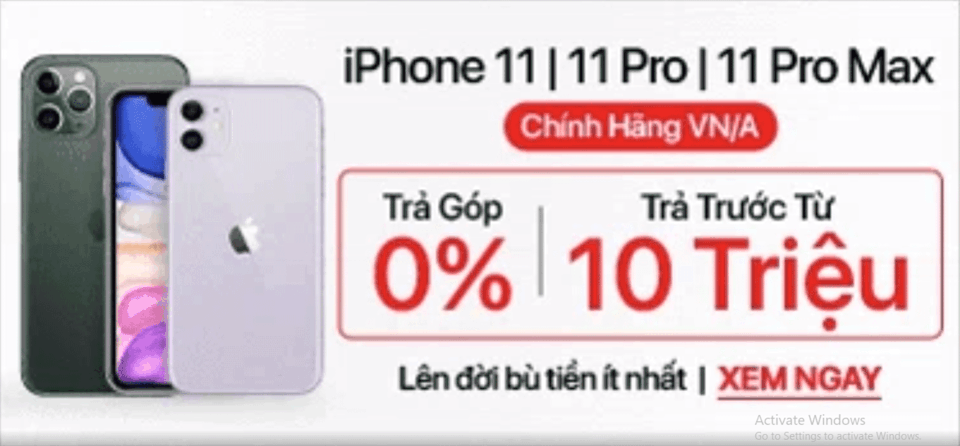 iPhone 11 | 11 Pro | 11 Pro Max
Chính Hãng VN/A
Trả Góp
0%
Trả Trước Từ
10 Triệu
Lên đời bù tiền ít nhất | XEM NGAY
Activate Windows
Go to Settings to activate Windows.